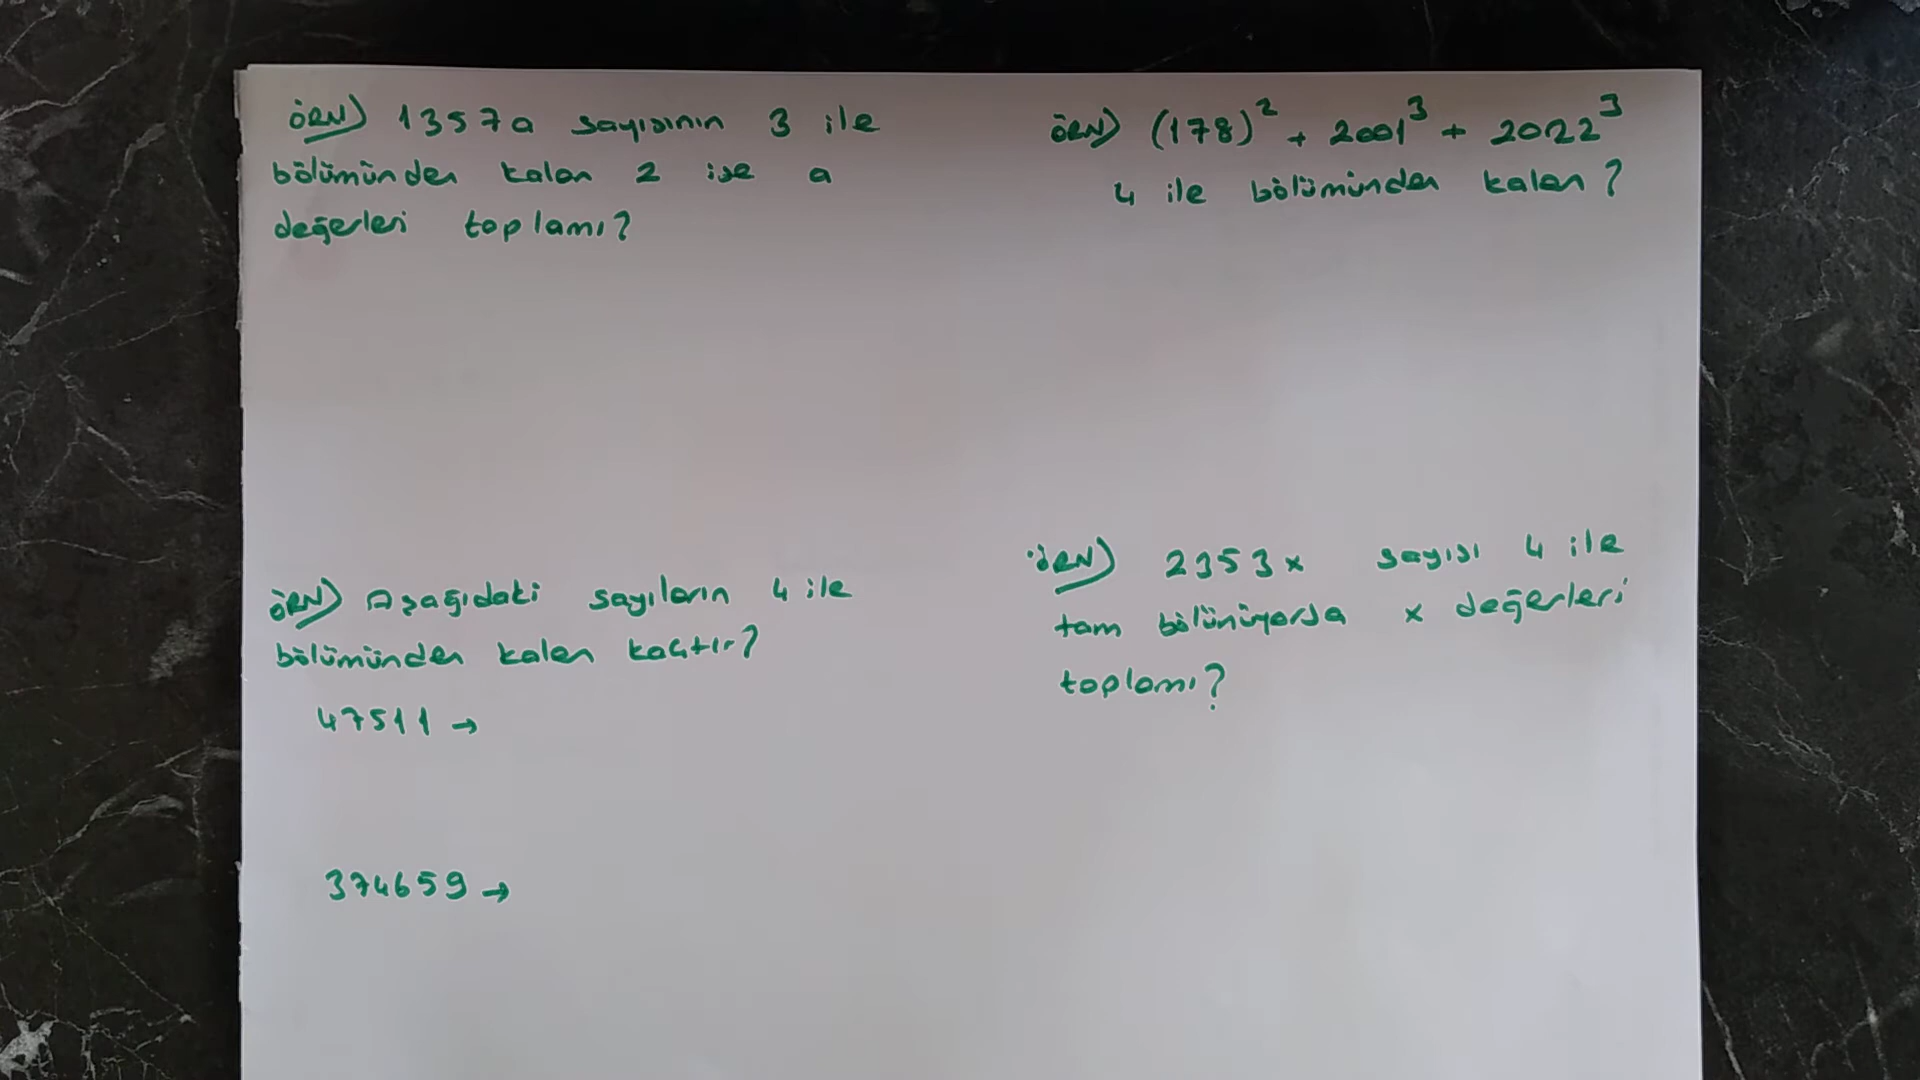 ÖRN) 1357a sayısının 3 ile
bölümünden kalan 2 ise a
değerleri toplamı?
ÖRN) Aşağıdaki sayıların 4 ile
bölümünden kalan kaçtır?
47511 →
374659 →
ÖRN) (178)² + 2001³ + 2022³
4 ile bölümünden kalan?
ÖRN) 2353x sayısı 4 ile
tam bölünüyorsa x değerleri
toplamı?